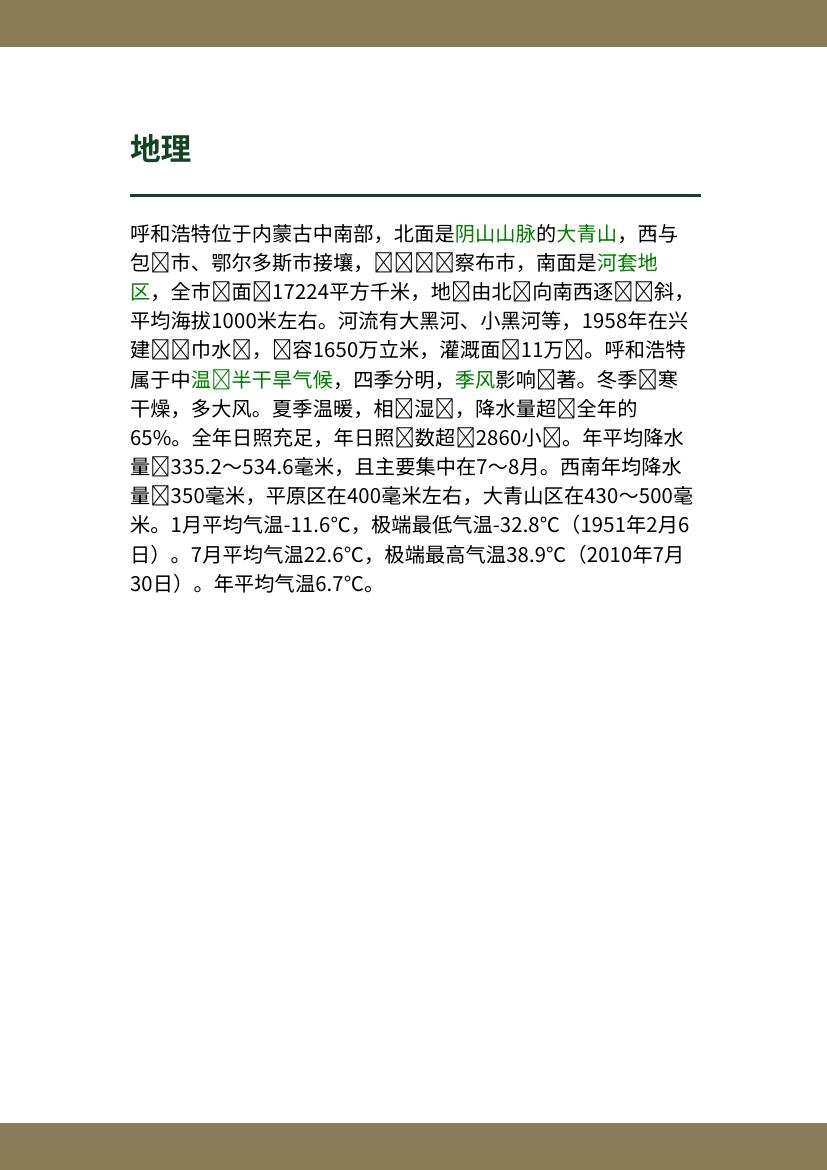 地理
呼和浩特位于内蒙古中南部，北面是阴山山脉的大青山，西与
包市、鄂尔多斯市接壤，察布市，南面是河套地
区，全市面17224平方千米，地由北向南西逐斜，
平均海拔1000米左右。河流有大黑河、小黑河等，1958年在兴
建巾水，容1650万立米，灌溉面11万。呼和浩特
属于中温半干旱气候，四季分明，季风影响著。冬季寒
干燥，多大风。夏季温暖，相湿，降水量超全年的
65%。全年日照充足，年日照数超2860小。年平均降水
量335.2～534.6毫米，且主要集中在7～8月。西南年均降水
量350毫米，平原区在400毫米左右，大青山区在430～500毫
米。1月平均气温-11.6℃，极端最低气温-32.8℃（1951年2月6
日）。7月平均气温22.6℃，极端最高气温38.9℃（2010年7月
30日）。年平均气温6.7℃。